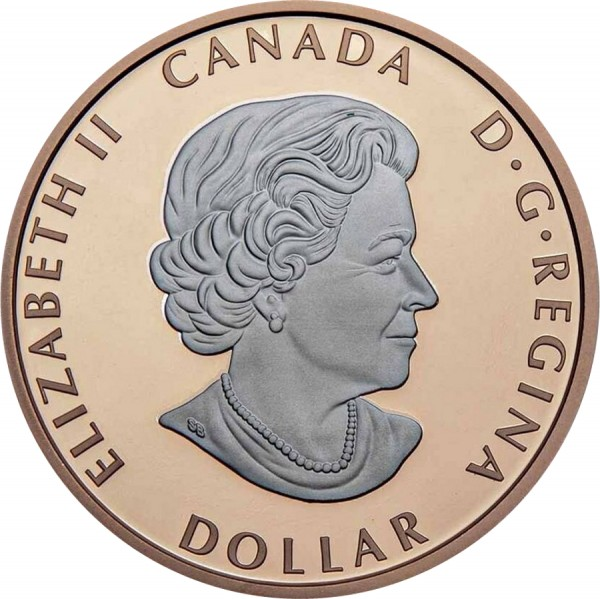 ELIZABETH II
CANADA
D·G·REGINA
DOLLAR
SB